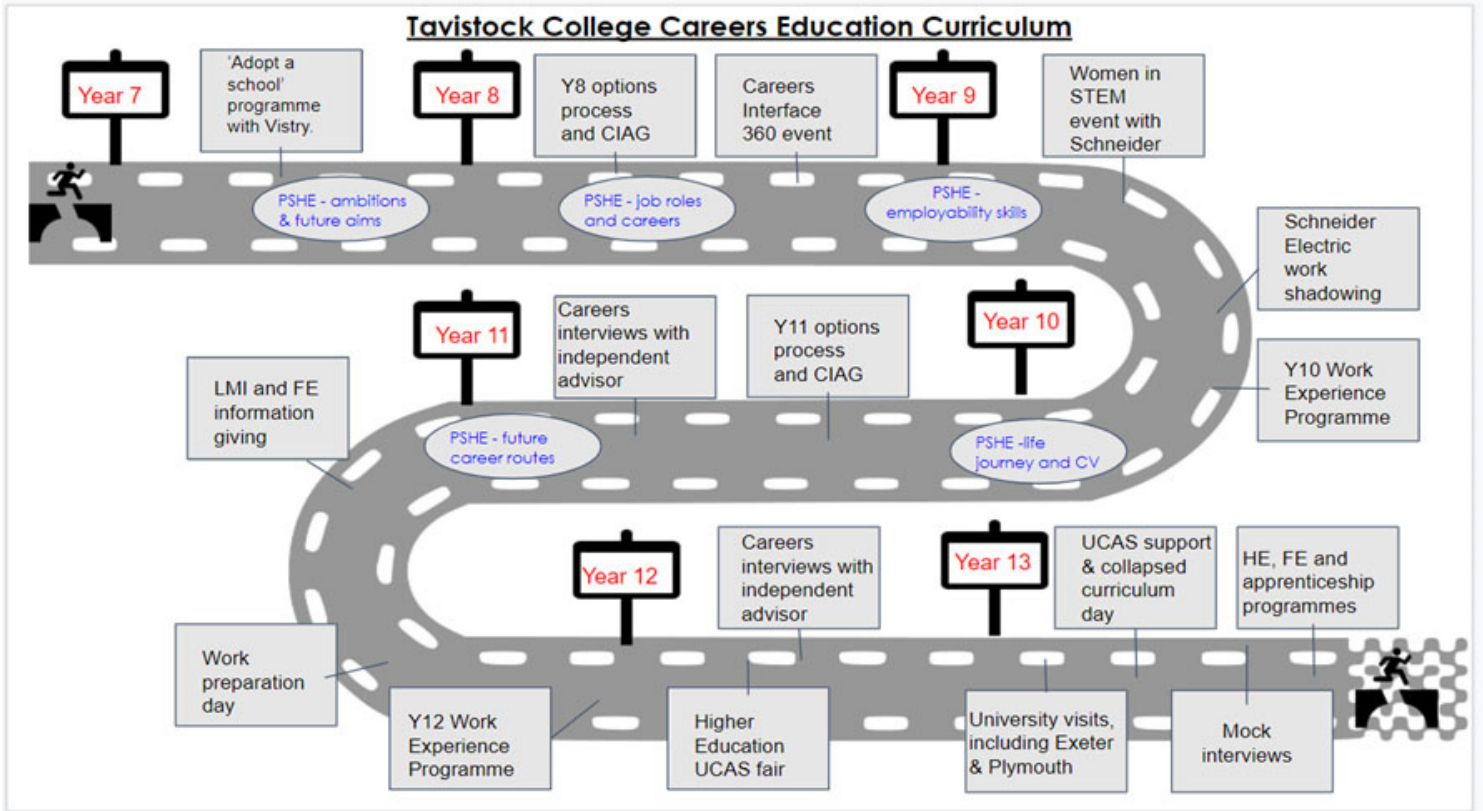 Tavistock College Careers Education Curriculum
Year 7
'Adopt a
school'
programme
with Vistry.
Year 8
Y8 options
process
and CIAG
Careers
Interface
360 event
Year 9
Women in
STEM
event with
Schneider
PSHE - ambitions
& future aims
PSHE - job roles
and careers
PSHE -
employability skills
Schneider
Electric
work
shadowing
Y10 Work
Experience
Programme
Year 10
Y11 options
process
and CIAG
Careers
interviews with
independent
advisor
Year 11
PSHE -life
journey and CV
PSHE - future
career routes
LMI and FE
information
giving
Work
preparation
day
Year 12
Y12 Work
Experience
Programme
Careers
interviews with
independent
advisor
Higher
Education
UCAS fair
Year 13
University visits,
including Exeter
& Plymouth
UCAS support
& collapsed
curriculum
day
Mock
interviews
HE, FE and
apprenticeship
programmes